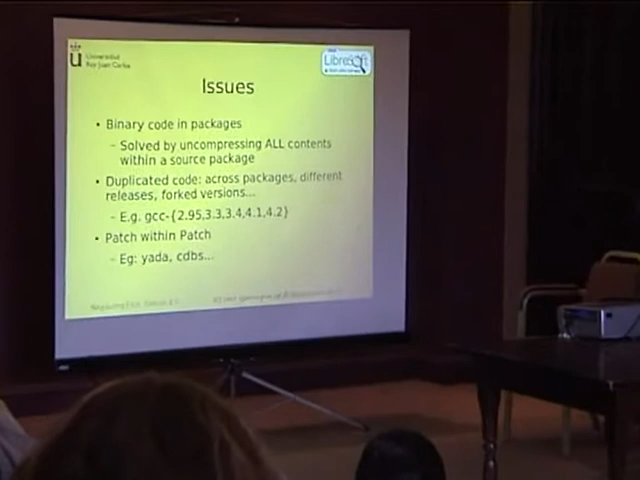 u Universidad
Rey Juan Carlos
LibreSoft
Issues
• Binary code in packages
– Solved by uncompressing ALL contents
within a source package
• Duplicated code: across packages, different
releases, forked versions...
– E.g. gcc-{2.95,3.3,3.4,4.1,4.2}
• Patch within Patch
– Eg: yada, cdbs...